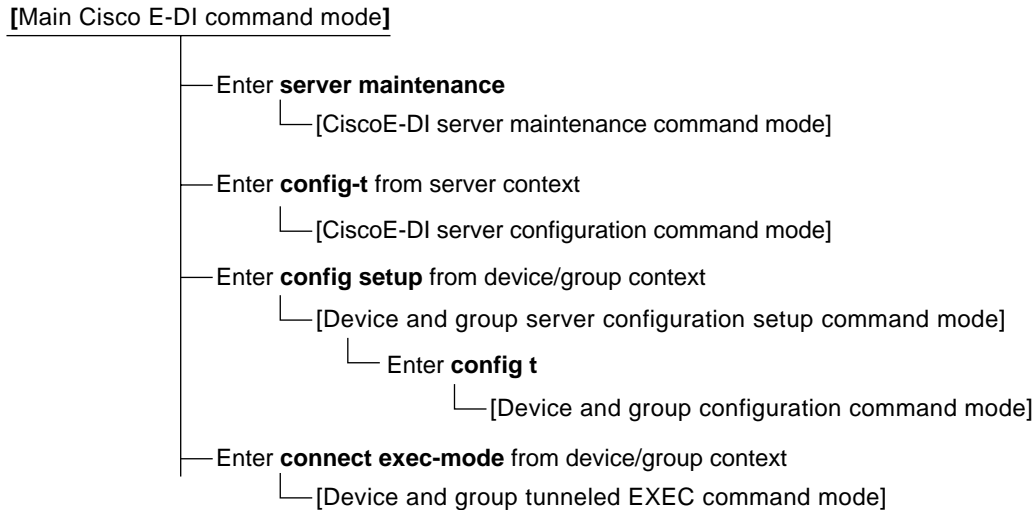 [Main Cisco E-DI command mode]
Enter server maintenance
[CiscoE-DI server maintenance command mode]
Enter config-t from server context
[CiscoE-DI server configuration command mode]
Enter config setup from device/group context
[Device and group server configuration setup command mode]
Enter config t
[Device and group configuration command mode]
Enter connect exec-mode from device/group context
[Device and group tunneled EXEC command mode]